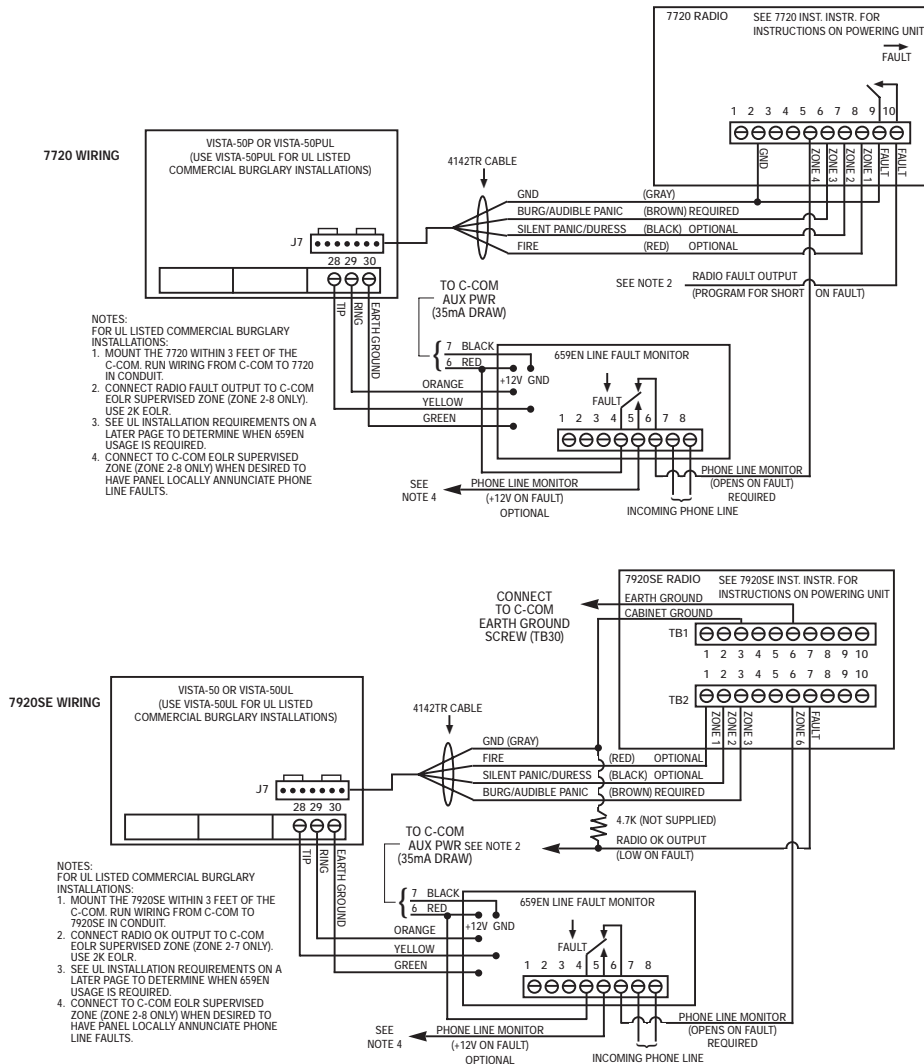 7720 RADIO
SEE 7720 INST. INSTR. FOR
INSTRUCTIONS ON POWERING UNIT
FAULT
1 2 3 4 5 6 7 8 9 10
GND
ZONE 4
ZONE 3
ZONE 2
ZONE 1
FAULT
FAULT
7720 WIRING
VISTA-50P OR VISTA-50PUL
(USE VISTA-50PUL FOR UL LISTED
COMMERCIAL BURGLARY INSTALLATIONS)
J7
28 29 30
TIP
RING
EARTH GROUND
4142TR CABLE
GND (GRAY)
BURG/AUDIBLE PANIC (BROWN) REQUIRED
SILENT PANIC/DURESS (BLACK) OPTIONAL
FIRE (RED) OPTIONAL
SEE NOTE 2
RADIO FAULT OUTPUT
(PROGRAM FOR SHORT ON FAULT)
TO C-COM
AUX PWR
(35mA DRAW)
7 BLACK
6 RED
ORANGE
YELLOW
GREEN
659EN LINE FAULT MONITOR
+12V GND
FAULT
1 2 3 4 5 6 7 8
SEE
NOTE 4
PHONE LINE MONITOR
(+12V ON FAULT)
OPTIONAL
INCOMING PHONE LINE
PHONE LINE MONITOR
(OPENS ON FAULT)
REQUIRED
NOTES:
FOR UL LISTED COMMERCIAL BURGLARY
INSTALLATIONS:
1. MOUNT THE 7720 WITHIN 3 FEET OF THE
C-COM. RUN WIRING FROM C-COM TO 7720
IN CONDUIT.
2. CONNECT RADIO FAULT OUTPUT TO C-COM
EOLR SUPERVISED ZONE (ZONE 2-8 ONLY).
USE 2K EOLR.
3. SEE UL INSTALLATION REQUIREMENTS ON A
LATER PAGE TO DETERMINE WHEN 659EN
USAGE IS REQUIRED.
4. CONNECT TO C-COM EOLR SUPERVISED
ZONE (ZONE 2-8 ONLY) WHEN DESIRED TO
HAVE PANEL LOCALLY ANNUNCIATE PHONE
LINE FAULTS.
7920SE RADIO
SEE 7920SE INST. INSTR. FOR
INSTRUCTIONS ON POWERING UNIT
CONNECT
TO C-COM
EARTH GROUND
SCREW (TB30)
EARTH GROUND
CABINET GROUND
TB1
1 2 3 4 5 6 7 8 9 10
1 2 3 4 5 6 7 8 9 10
TB2
ZONE 1
ZONE 2
ZONE 3
ZONE 6
FAULT
7920SE WIRING
VISTA-50 OR VISTA-50UL
(USE VISTA-50UL FOR UL LISTED
COMMERCIAL BURGLARY INSTALLATIONS)
J7
28 29 30
TIP
RING
EARTH GROUND
4142TR CABLE
GND (GRAY)
FIRE (RED) OPTIONAL
SILENT PANIC/DURESS (BLACK) OPTIONAL
BURG/AUDIBLE PANIC (BROWN) REQUIRED
4.7K (NOT SUPPLIED)
TO C-COM
AUX PWR
(35mA DRAW)
SEE NOTE 2
RADIO OK OUTPUT
(LOW ON FAULT)
7 BLACK
6 RED
ORANGE
YELLOW
GREEN
659EN LINE FAULT MONITOR
+12V GND
FAULT
1 2 3 4 5 6 7 8
SEE
NOTE 4
PHONE LINE MONITOR
(+12V ON FAULT)
OPTIONAL
INCOMING PHONE LINE
PHONE LINE MONITOR
(OPENS ON FAULT)
REQUIRED
NOTES:
FOR UL LISTED COMMERCIAL BURGLARY
INSTALLATIONS:
1. MOUNT THE 7920SE WITHIN 3 FEET OF THE
C-COM. RUN WIRING FROM C-COM TO
7920SE IN CONDUIT.
2. CONNECT RADIO OK OUTPUT TO C-COM
EOLR SUPERVISED ZONE (ZONE 2-7 ONLY).
USE 2K EOLR.
3. SEE UL INSTALLATION REQUIREMENTS ON A
LATER PAGE TO DETERMINE WHEN 659EN
USAGE IS REQUIRED.
4. CONNECT TO C-COM EOLR SUPERVISED
ZONE (ZONE 2-8 ONLY) WHEN DESIRED TO
HAVE PANEL LOCALLY ANNUNCIATE PHONE
LINE FAULTS.